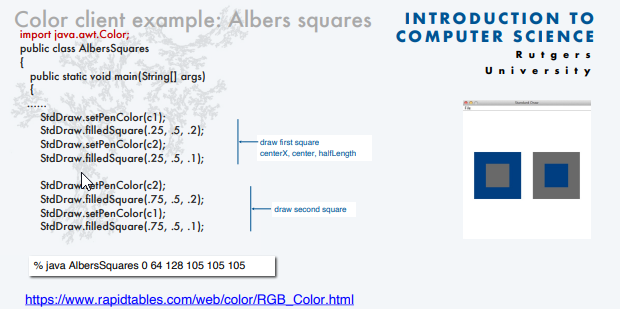 Color client example: Albers squares
INTRODUCTION TO
COMPUTER SCIENCE
Rutgers
University
import java.awt.Color;
public class AlbersSquares
{
public static void main(String[] args)
{
......
StdDraw.setPenColor(c1);
StdDraw.filledSquare(.25, .5, .2);
StdDraw.setPenColor(c2);
StdDraw.filledSquare(.25, .5, .1);
draw first square
centerX, center, halfLength
StdDraw.setPenColor(c2);
StdDraw.filledSquare(.75, .5, .2);
StdDraw.setPenColor(c1);
StdDraw.filledSquare(.75, .5, .1);
draw second square
Standard Draw
File
% java AlbersSquares 0 64 128 105 105 105
https://www.rapidtables.com/web/color/RGB_Color.html